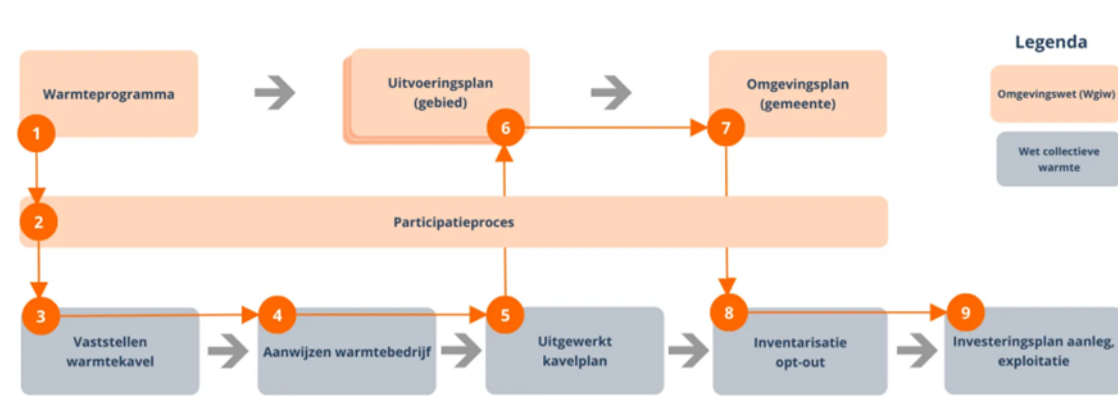 Legenda
Warmteprogramma
Uitvoeringsplan
(gebied)
Omgevingsplan
(gemeente)
Omgevingswet (Wgiw)
1
6
7
Wet collectieve
warmte
2
Participatieproces
3
4
5
8
9
Vaststellen
warmtekavel
Aanwijzen warmtebedrijf
Uitgewerkt
kavelplan
Inventarisatie
opt-out
Investeringsplan aanleg,
exploitatie